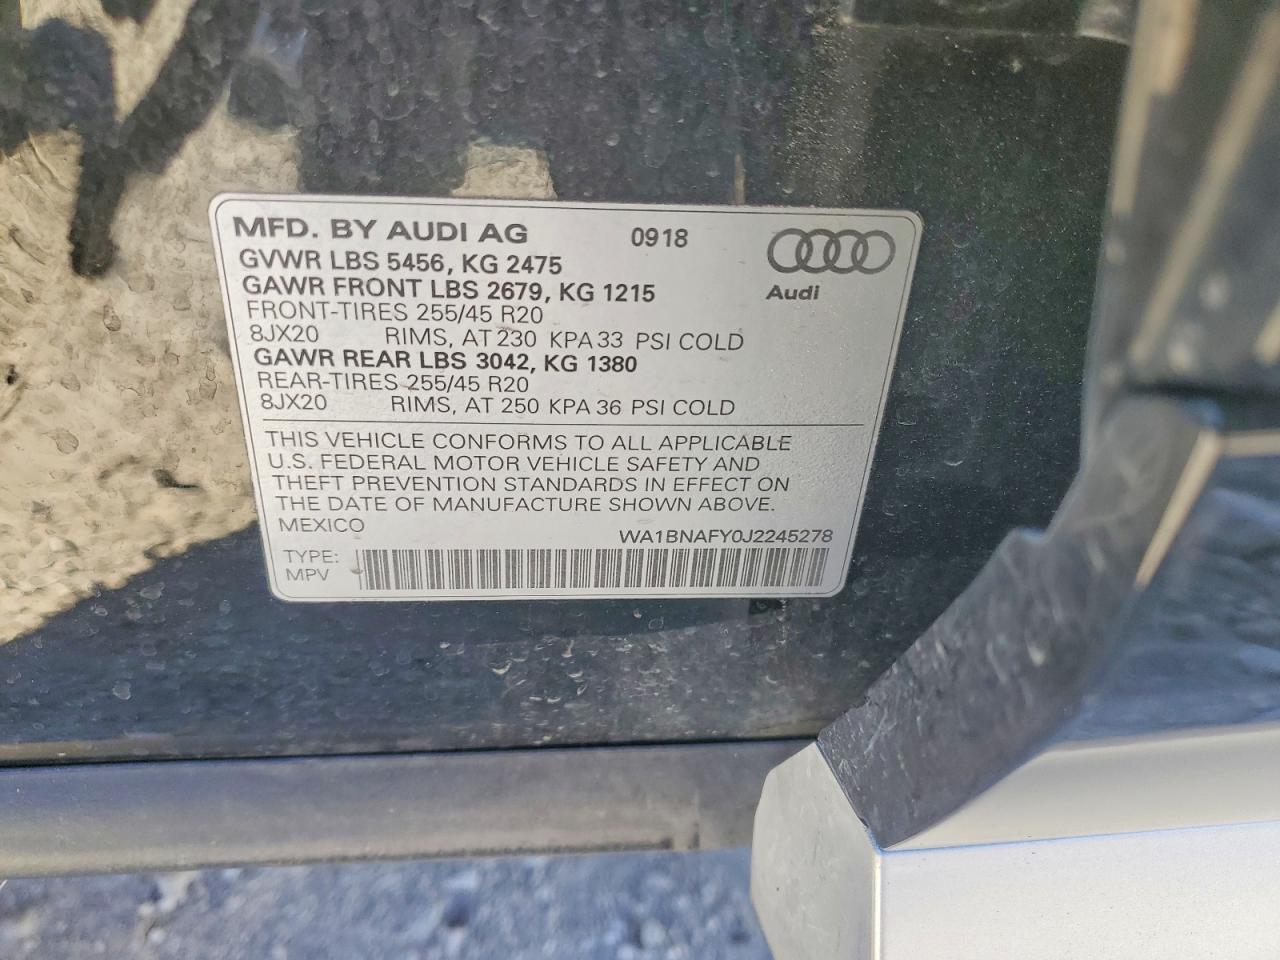 MFD. BY AUDI AG 0918
GVWR LBS 5456, KG 2475
GAWR FRONT LBS 2679, KG 1215
Audi
FRONT-TIRES 255/45 R20
8JX20 RIMS, AT 230 KPA 33 PSI COLD
GAWR REAR LBS 3042, KG 1380
REAR-TIRES 255/45 R20
8JX20 RIMS, AT 250 KPA 36 PSI COLD
THIS VEHICLE CONFORMS TO ALL APPLICABLE
U.S. FEDERAL MOTOR VEHICLE SAFETY AND
THEFT PREVENTION STANDARDS IN EFFECT ON
THE DATE OF MANUFACTURE SHOWN ABOVE.
MEXICO WA1BNAFY0J2245278
TYPE:
MPV